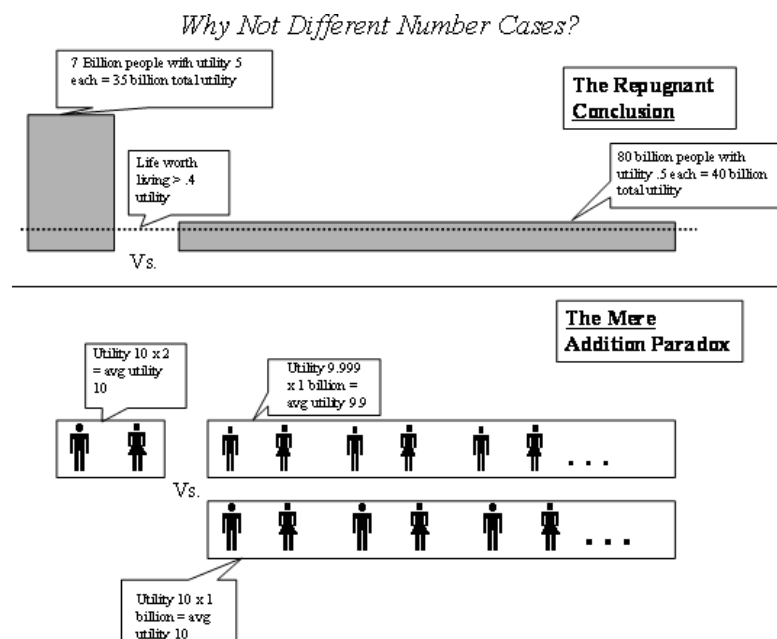 Why Not Different Number Cases?
7 Billion people with utility 5
each = 35 billion total utility
The Repugnant
Conclusion
Life worth
living > .4
utility
80 billion people with
utility .5 each = 40 billion
total utility
Vs.
The Mere
Addition Paradox
Utility 10 x 2
= avg utility
10
Utility 9.999
x 1 billion =
avg utility 9.9
. . .
Vs.
. . .
Utility 10 x 1
billion = avg
utility 10